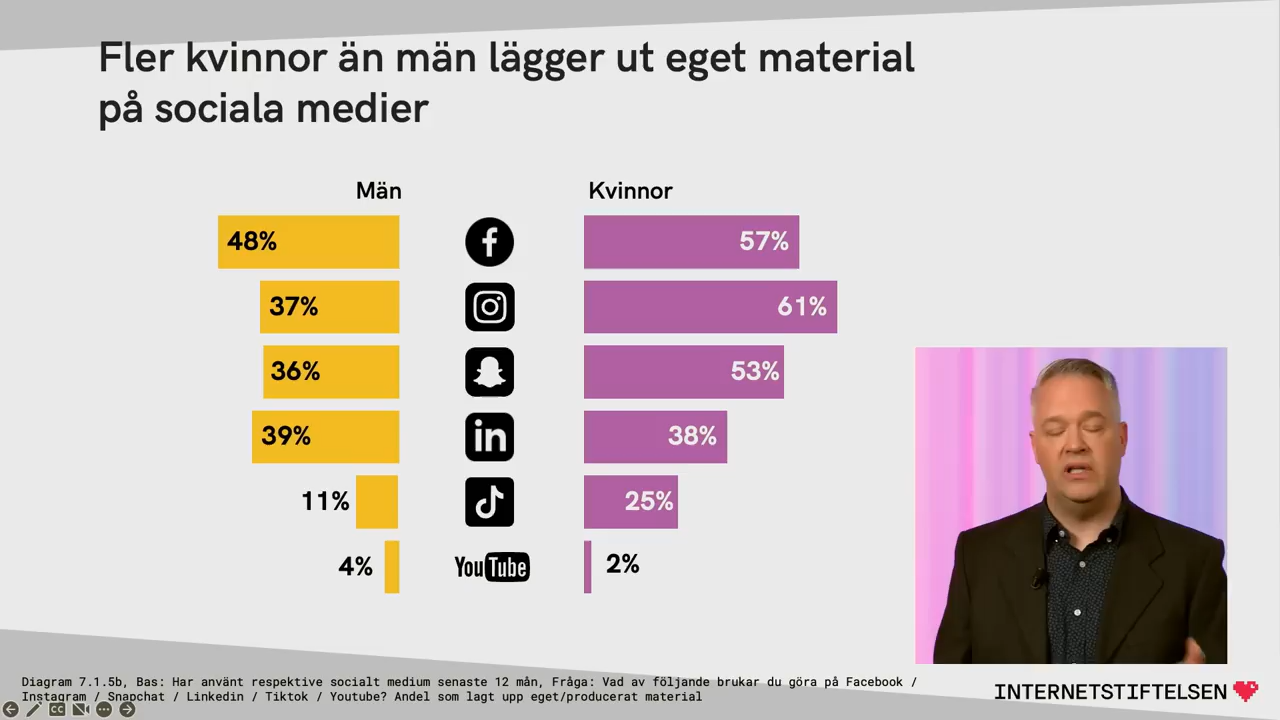 Fler kvinnor än män lägger ut eget material
på sociala medier
Män
Kvinnor
48%
57%
37%
61%
36%
53%
39%
in
38%
11%
25%
4%
YouTube
2%
Diagram 7.1.5b, Bas: Har använt respektive socialt medium senaste 12 mån, Fråga: Vad av följande brukar du göra på Facebook /
Instagram / Snapchat / Linkedin / Tiktok / Youtube? Andel som lagt upp eget/producerat material
INTERNETSTIFTELSEN
CC